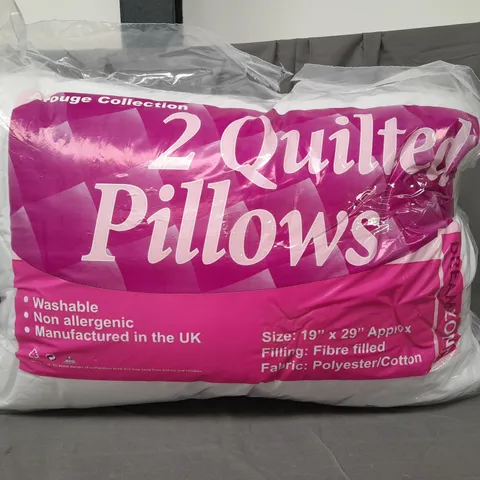 ouge Collection
2 Quilted
Pillows
• Washable
• Non allergenic
• Manufactured in the UK
Size: 19" x 29" Approx
Filling: Fibre filled
Fabric: Polyester/Cotton